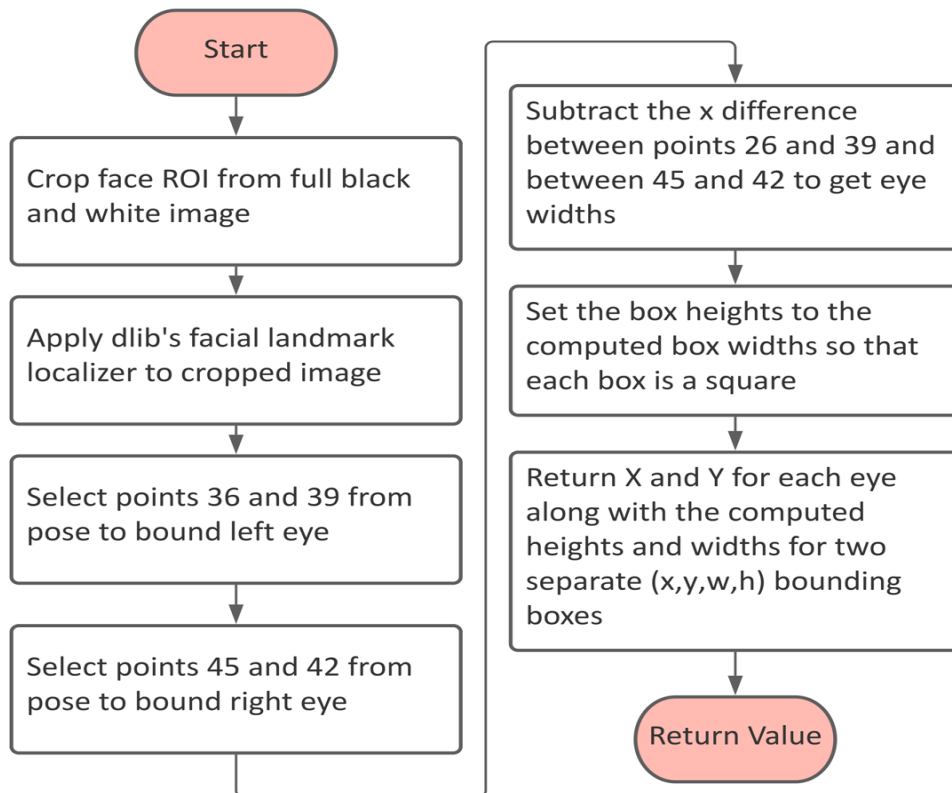 Start
Crop face ROI from full black
and white image
Apply dlib's facial landmark
localizer to cropped image
Select points 36 and 39 from
pose to bound left eye
Select points 45 and 42 from
pose to bound right eye
Subtract the x difference
between points 26 and 39 and
between 45 and 42 to get eye
widths
Set the box heights to the
computed box widths so that
each box is a square
Return X and Y for each eye
along with the computed
heights and widths for two
separate (x,y,w,h) bounding
boxes
Return Value